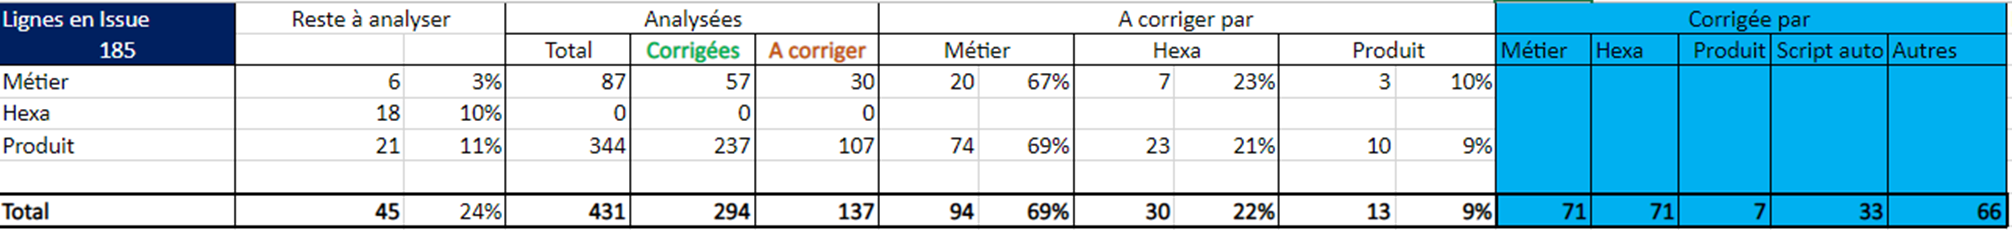 Lignes en Issue Reste à analyser Analysées A corriger par Corrigée par
185 Total Corrigées A corriger Métier Hexa Produit Métier Hexa Produit Script auto Autres
Métier 6 3% 87 57 30 20 67% 7 23% 3 10%
Hexa 18 10% 0 0 0
Produit 21 11% 344 237 107 74 69% 23 21% 10 9%
Total 45 24% 431 294 137 94 69% 30 22% 13 9% 71 71 7 33 66